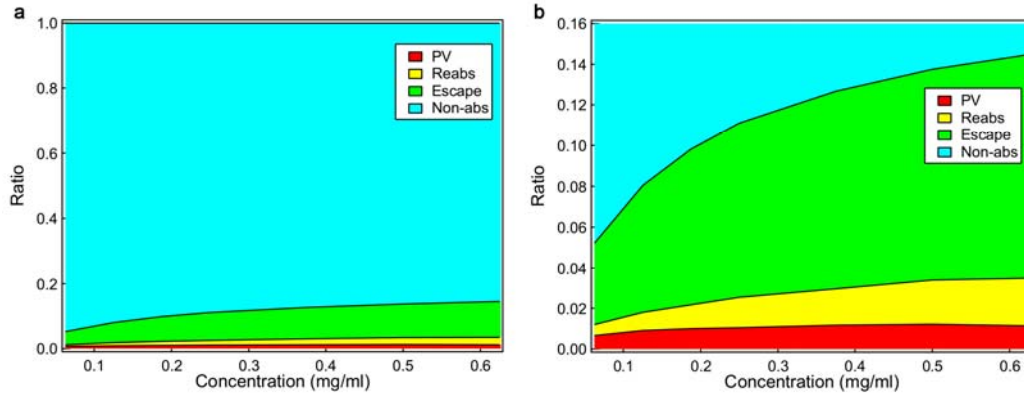 a
1.0
0.8
0.6
0.4
0.2
0.0
Ratio
PV
Reabs
Escape
Non-abs
0.1 0.2 0.3 0.4 0.5 0.6
Concentration (mg/ml)
b
0.16
0.14
0.12
0.10
0.08
0.06
0.04
0.02
0.00
Ratio
PV
Reabs
Escape
Non-abs
0.1 0.2 0.3 0.4 0.5 0.6
Concentration (mg/ml)